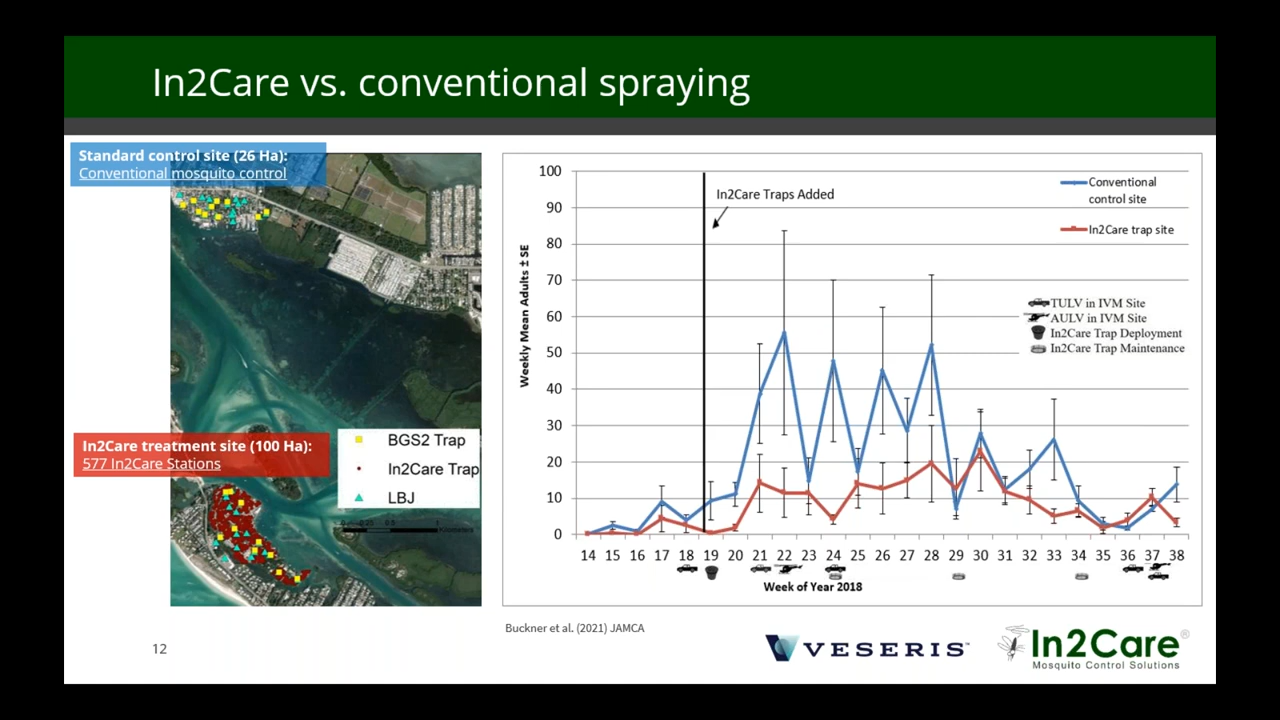 In2Care vs. conventional spraying
Standard control site (26 Ha):
Conventional mosquito control
In2Care treatment site (100 Ha):
577 In2Care Stations
BGS2 Trap
In2Care Trap
LBJ
Kilometers
100
90
80
70
60
50
40
30
20
10
0
Weekly Mean Adults ± SE
In2Care Traps Added
Conventional
control site
In2Care trap site
TULV in IVM Site
AULV in IVM Site
In2Care Trap Deployment
In2Care Trap Maintenance
14 15 16 17 18 19 20 21 22 23 24 25 26 27 28 29 30 31 32 33 34 35 36 37 38
Week of Year 2018
Buckner et al. (2021) JAMCA
12
VESERIS™
In2Care®
Mosquito Control Solutions